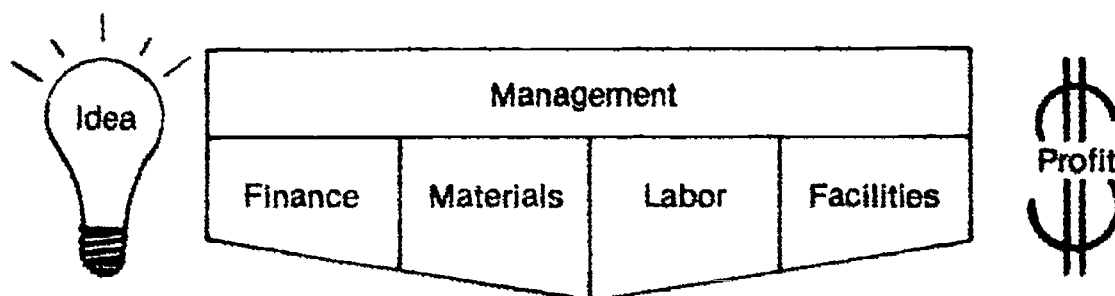 Idea
Management
Finance
Materials
Labor
Facilities
Profit